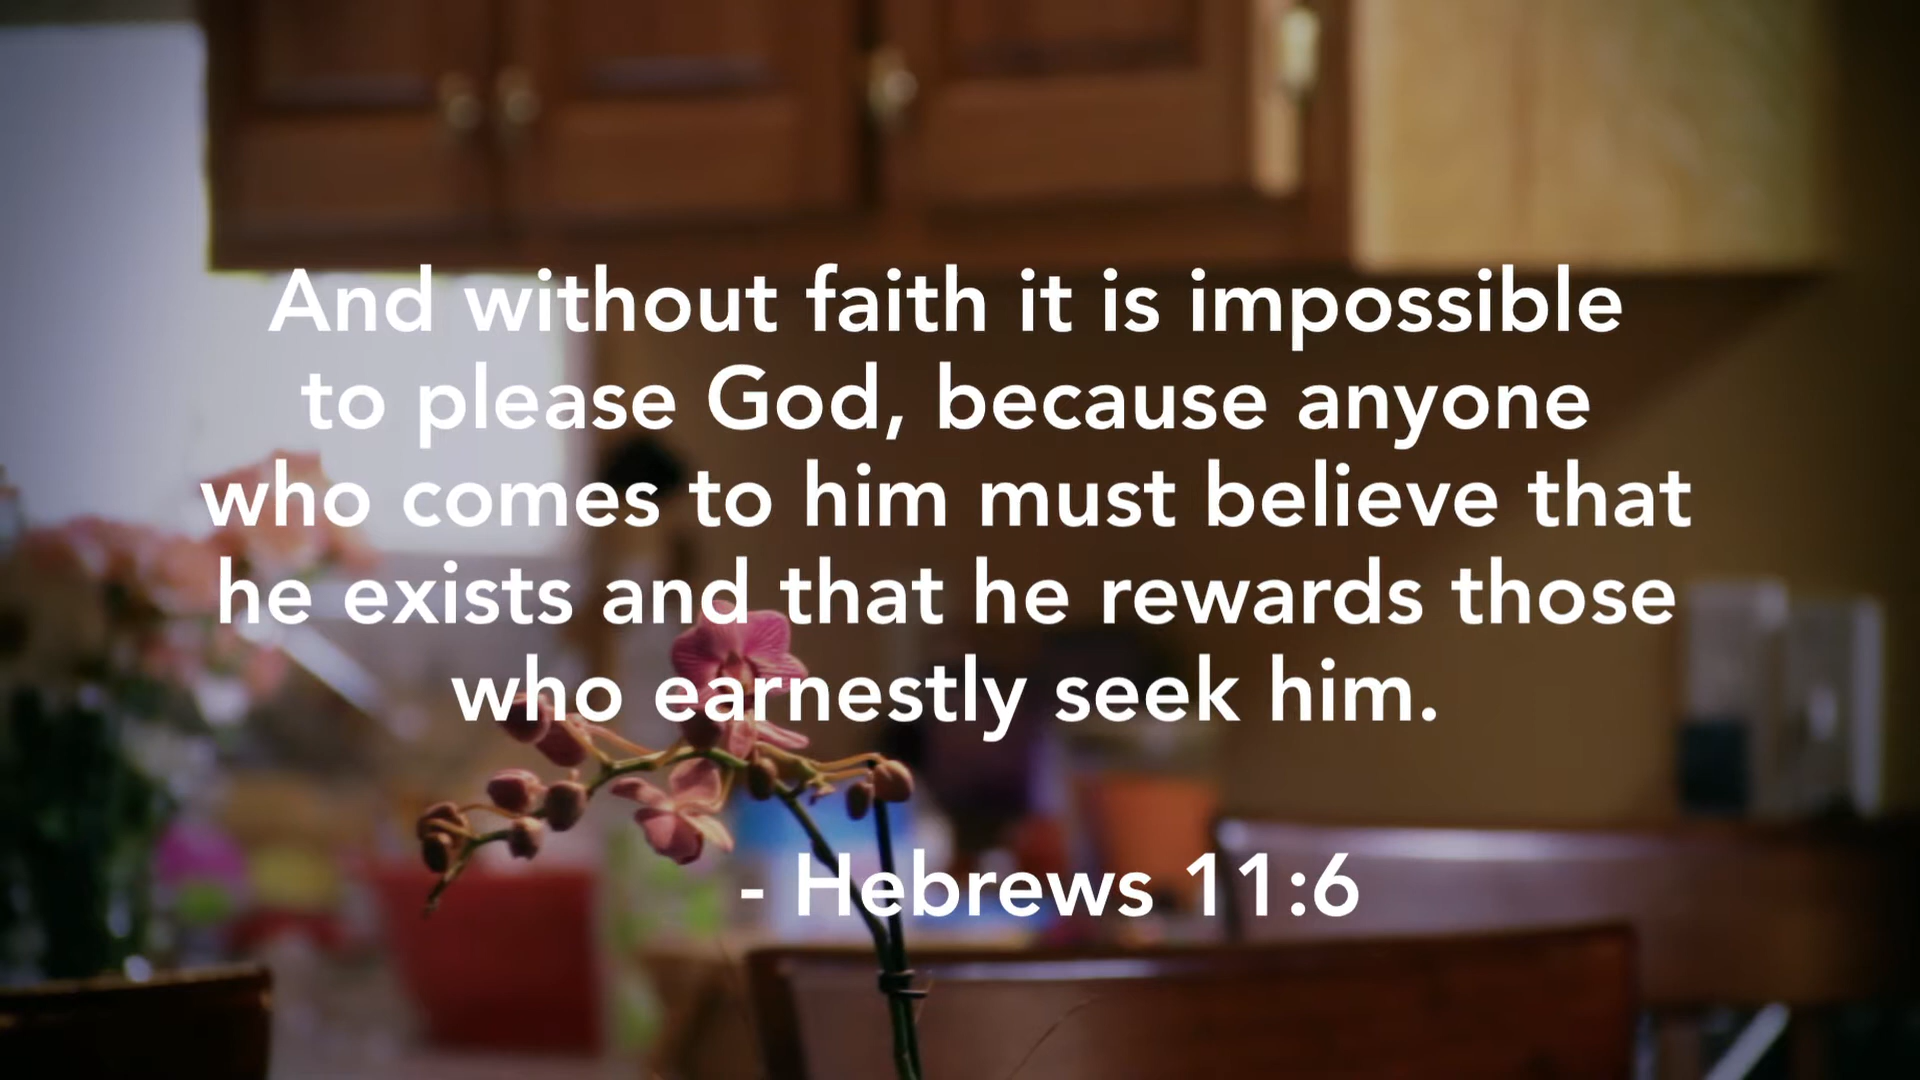 And without faith it is impossible
to please God, because anyone
who comes to him must believe that
he exists and that he rewards those
who earnestly seek him.
- Hebrews 11:6